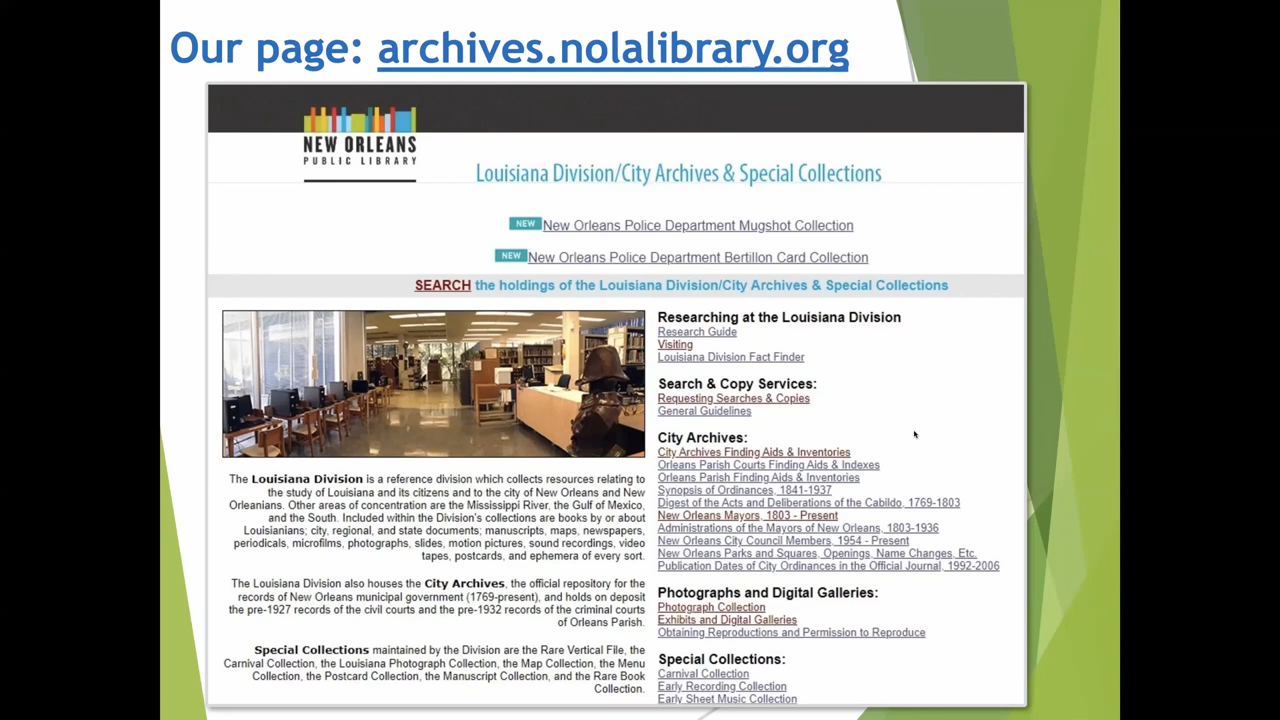 Our page: archives.nolalibrary.org
NEW ORLEANS
PUBLIC LIBRARY
Louisiana Division/City Archives & Special Collections
NEW New Orleans Police Department Mugshot Collection
NEW New Orleans Police Department Bertillon Card Collection
SEARCH the holdings of the Louisiana Division/City Archives & Special Collections
The Louisiana Division is a reference division which collects resources relating to
the study of Louisiana and its citizens and to the city of New Orleans and New
Orleanians. Other areas of concentration are the Mississippi River, the Gulf of Mexico,
and the South. Included within the Division's collections are books by or about
Louisianians; city, regional, and state documents; manuscripts, maps, newspapers,
periodicals, microfilms, photographs, slides, motion pictures, sound recordings, video
tapes, postcards, and ephemera of every sort.
The Louisiana Division also houses the City Archives, the official repository for the
records of New Orleans municipal government (1769-present), and holds on deposit
the pre-1927 records of the civil courts and the pre-1932 records of the criminal courts
of Orleans Parish.
Special Collections maintained by the Division are the Rare Vertical File, the
Carnival Collection, the Louisiana Photograph Collection, the Map Collection, the Menu
Collection, the Postcard Collection, the Manuscript Collection, and the Rare Book
Collection.
Researching at the Louisiana Division
Research Guide
Visiting
Louisiana Division Fact Finder
Search & Copy Services:
Requesting Searches & Copies
General Guidelines
City Archives:
City Archives Finding Aids & Inventories
Orleans Parish Courts Finding Aids & Indexes
Orleans Parish Finding Aids & Inventories
Synopsis of Ordinances, 1841-1937
Digest of the Acts and Deliberations of the Cabildo, 1769-1803
New Orleans Mayors, 1803 - Present
Administrations of the Mayors of New Orleans, 1803-1936
New Orleans City Council Members, 1954 - Present
New Orleans Parks and Squares, Openings, Name Changes, Etc.
Publication Dates of City Ordinances in the Official Journal, 1992-2006
Photographs and Digital Galleries:
Photograph Collection
Exhibits and Digital Galleries
Obtaining Reproductions and Permission to Reproduce
Special Collections:
Carnival Collection
Early Recording Collection
Early Sheet Music Collection